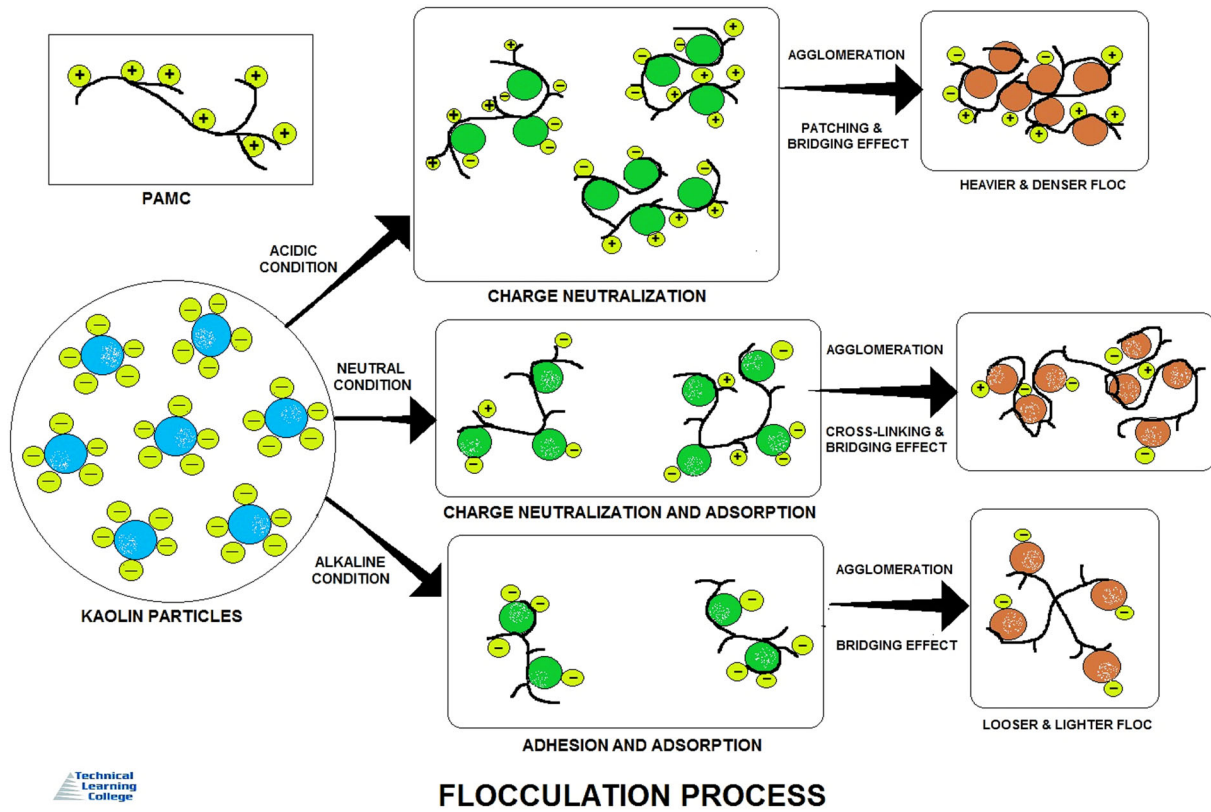 PAMC
ACIDIC
CONDITION
CHARGE NEUTRALIZATION
AGGLOMERATION
PATCHING &
BRIDGING EFFECT
HEAVIER & DENSER FLOC
NEUTRAL
CONDITION
CHARGE NEUTRALIZATION AND ADSORPTION
AGGLOMERATION
CROSS-LINKING &
BRIDGING EFFECT
KAOLIN PARTICLES
ALKALINE
CONDITION
ADHESION AND ADSORPTION
AGGLOMERATION
BRIDGING EFFECT
LOOSER & LIGHTER FLOC
Technical
Learning
College
FLOCCULATION PROCESS